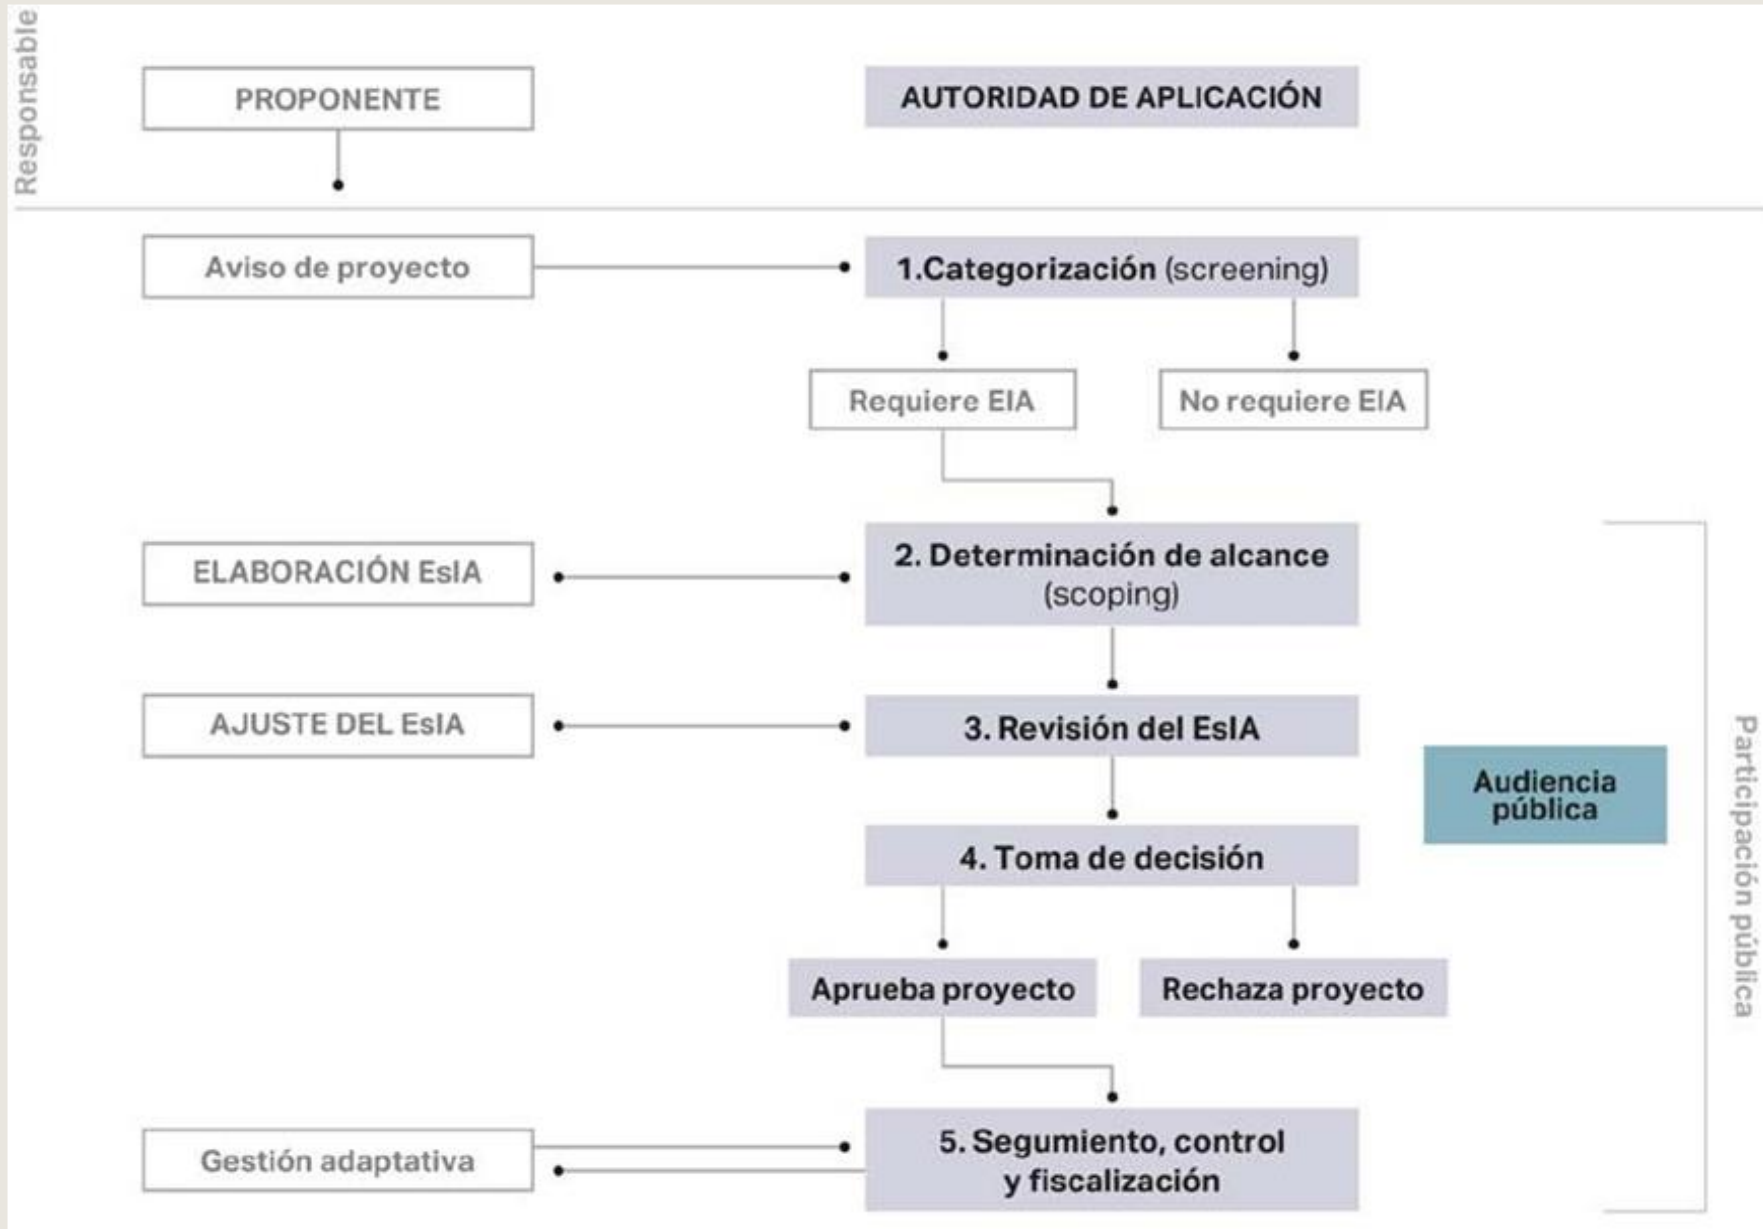 Responsable
PROPONENTE
AUTORIDAD DE APLICACIÓN
Aviso de proyecto
1.Categorización (screening)
Requiere EIA
No requiere EIA
ELABORACIÓN EsIA
2. Determinación de alcance
(scoping)
AJUSTE DEL EsIA
3. Revisión del EsIA
Audiencia
pública
Participación pública
4. Toma de decisión
Aprueba proyecto
Rechaza proyecto
Gestión adaptativa
5. Segumiento, control
y fiscalización